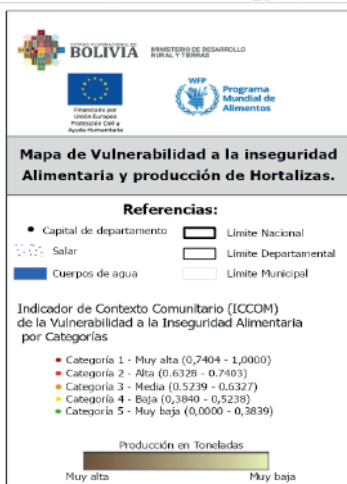 ESTADO PLURINACIONAL DE
BOLIVIA
MINISTERIO DE DESARROLLO
RURAL Y TIERRAS
Financiado por
Unión Europea
Protección Civil y
Ayuda Humanitaria
WFP
Programa
Mundial de
Alimentos
Mapa de Vulnerabilidad a la inseguridad
Alimentaria y producción de Hortalizas.
Referencias:
Capital de departamento
Límite Nacional
Salar
Límite Departamental
Cuerpos de agua
Límite Municipal
Indicador de Contexto Comunitario (ICCOM)
de la Vulnerabilidad a la Inseguridad Alimentaria
por Categorías
Categoría 1 - Muy alta (0,7404 - 1,0000)
Categoría 2 - Alta (0.6328 - 0.7403)
Categoría 3 - Media (0.5239 - 0.6327)
Categoría 4 - Baja (0,3840 - 0,5238)
Categoría 5 - Muy baja (0,0000 - 0,3839)
Producción en Toneladas
Muy alta
Muy baja